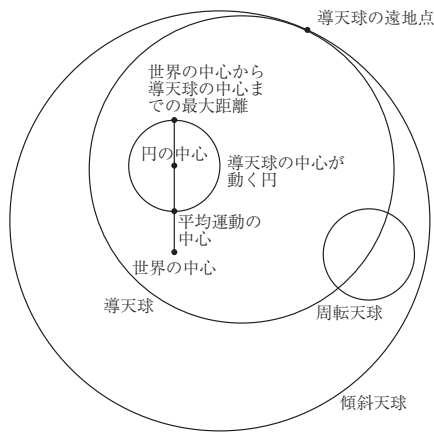 導天球の遠地点
世界の中心から
導天球の中心ま
での最大距離
円の中心
導天球の中心が
動く円
平均運動の
中心
世界の中心
導天球
周転天球
傾斜天球